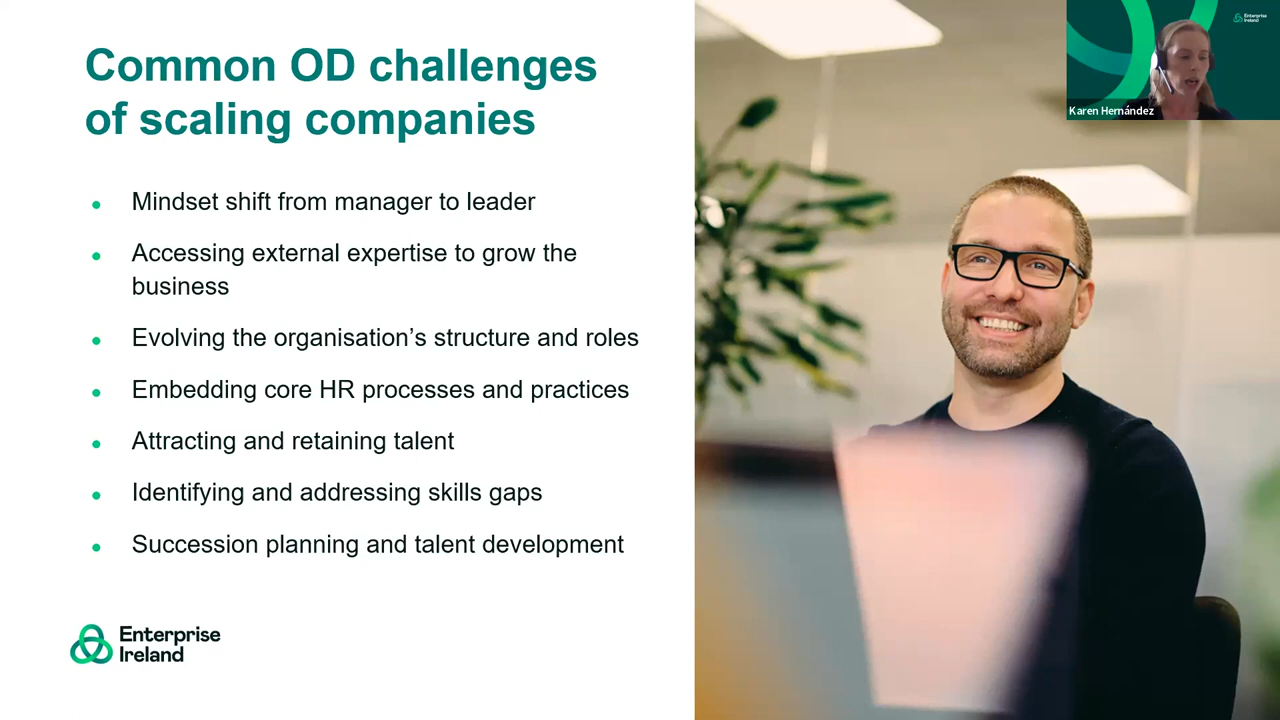 Common OD challenges
of scaling companies
• Mindset shift from manager to leader
• Accessing external expertise to grow the
business
• Evolving the organisation’s structure and roles
• Embedding core HR processes and practices
• Attracting and retaining talent
• Identifying and addressing skills gaps
• Succession planning and talent development
Enterprise
Ireland
Enterprise
Ireland
Karen Hernández